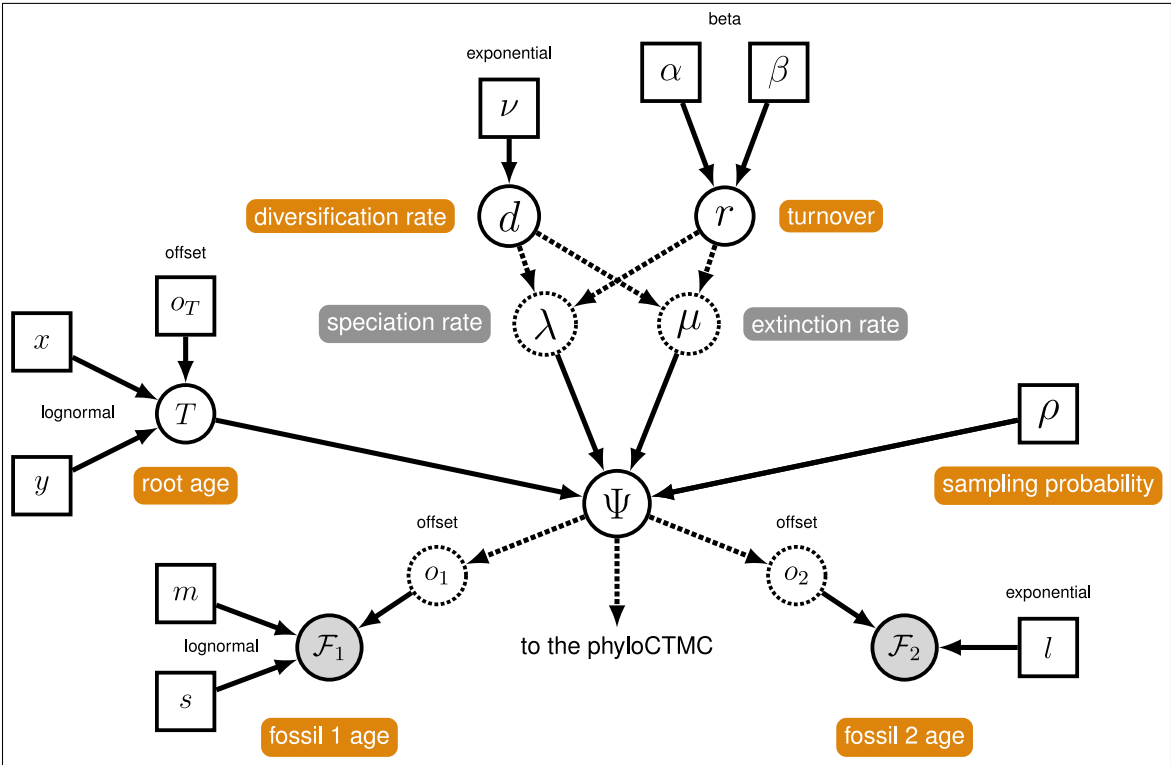 beta
exponential
α
β
ν
diversification rate
d
r
turnover
offset
o_T
speciation rate
λ
μ
extinction rate
x
lognormal
T
ρ
y
root age
sampling probability
Ψ
offset
offset
o_1
o_2
m
exponential
lognormal
F_1
to the phyloCTMC
F_2
l
s
fossil 1 age
fossil 2 age